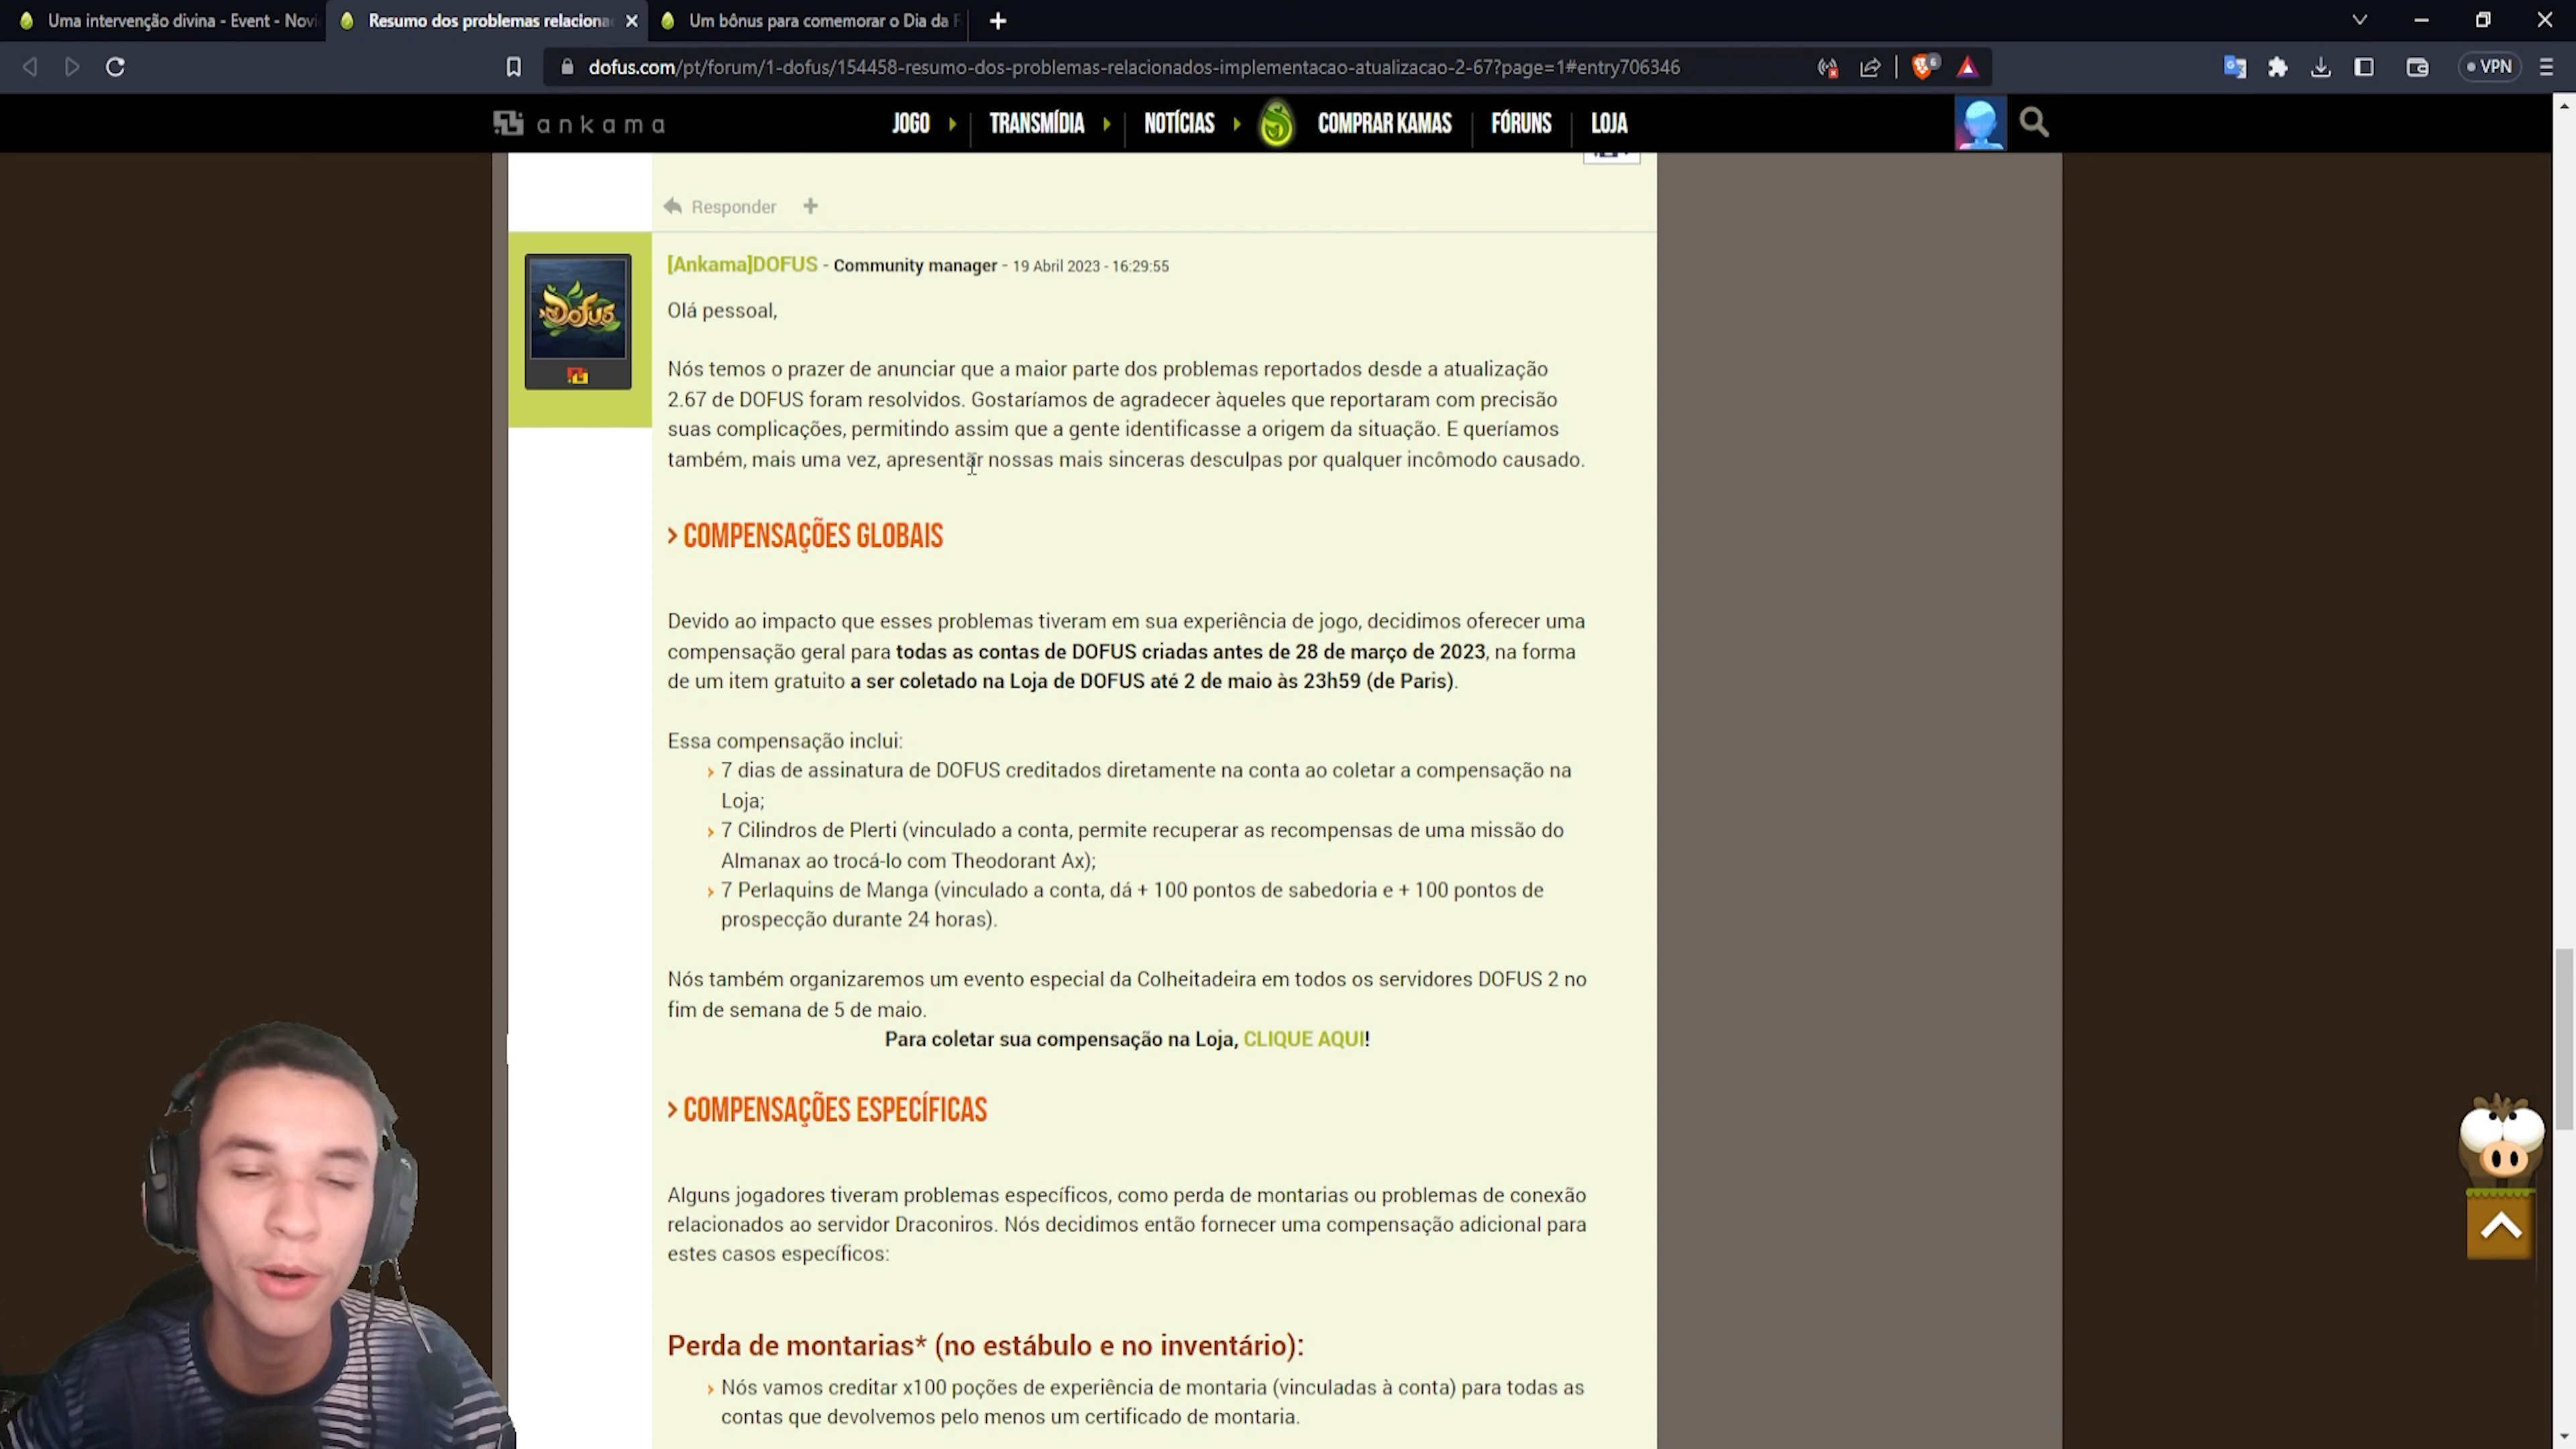 Uma intervenção divina - Event - Novi
Resumo dos problemas relaciona
Um bônus para comemorar o Dia da F
dofus.com/pt/forum/1-dofus/154458-resumo-dos-problemas-relacionados-implementacao-atualizacao-2-67?page=1#entry706346
6
VPN
ankama
JOGO
TRANSMÍDIA
NOTÍCIAS
COMPRAR KAMAS
FÓRUNS
LOJA
Responder
Dofus
[Ankama]DOFUS - Community manager - 19 Abril 2023 - 16:29:55
Olá pessoal,
Nós temos o prazer de anunciar que a maior parte dos problemas reportados desde a atualização
2.67 de DOFUS foram resolvidos. Gostaríamos de agradecer àqueles que reportaram com precisão
suas complicações, permitindo assim que a gente identificasse a origem da situação. E queríamos
também, mais uma vez, apresentar nossas mais sinceras desculpas por qualquer incômodo causado.
> COMPENSAÇÕES GLOBAIS
Devido ao impacto que esses problemas tiveram em sua experiência de jogo, decidimos oferecer uma
compensação geral para todas as contas de DOFUS criadas antes de 28 de março de 2023, na forma
de um item gratuito a ser coletado na Loja de DOFUS até 2 de maio às 23h59 (de Paris).
Essa compensação inclui:
› 7 dias de assinatura de DOFUS creditados diretamente na conta ao coletar a compensação na
Loja;
› 7 Cilindros de Plerti (vinculado a conta, permite recuperar as recompensas de uma missão do
Almanax ao trocá-lo com Theodorant Ax);
› 7 Perlaquins de Manga (vinculado a conta, dá + 100 pontos de sabedoria e + 100 pontos de
prospecção durante 24 horas).
Nós também organizaremos um evento especial da Colheitadeira em todos os servidores DOFUS 2 no
fim de semana de 5 de maio.
Para coletar sua compensação na Loja, CLIQUE AQUI!
> COMPENSAÇÕES ESPECÍFICAS
Alguns jogadores tiveram problemas específicos, como perda de montarias ou problemas de conexão
relacionados ao servidor Draconiros. Nós decidimos então fornecer uma compensação adicional para
estes casos específicos:
Perda de montarias* (no estábulo e no inventário):
› Nós vamos creditar x100 poções de experiência de montaria (vinculadas à conta) para todas as
contas que devolvemos pelo menos um certificado de montaria.